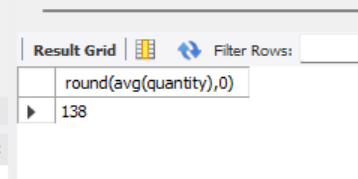 Result Grid Filter Rows:
round(avg(quantity),0)
138